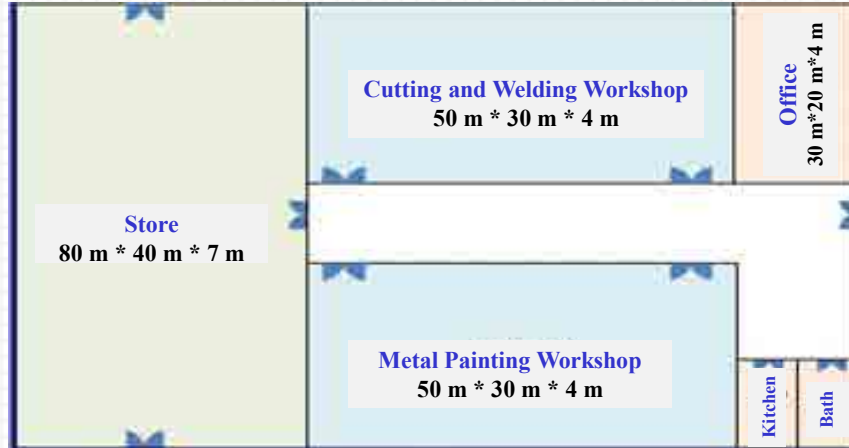 Cutting and Welding Workshop
50 m * 30 m * 4 m
Office
30 m*20 m*4 m
Store
80 m * 40 m * 7 m
Metal Painting Workshop
50 m * 30 m * 4 m
Kitchen
Bath